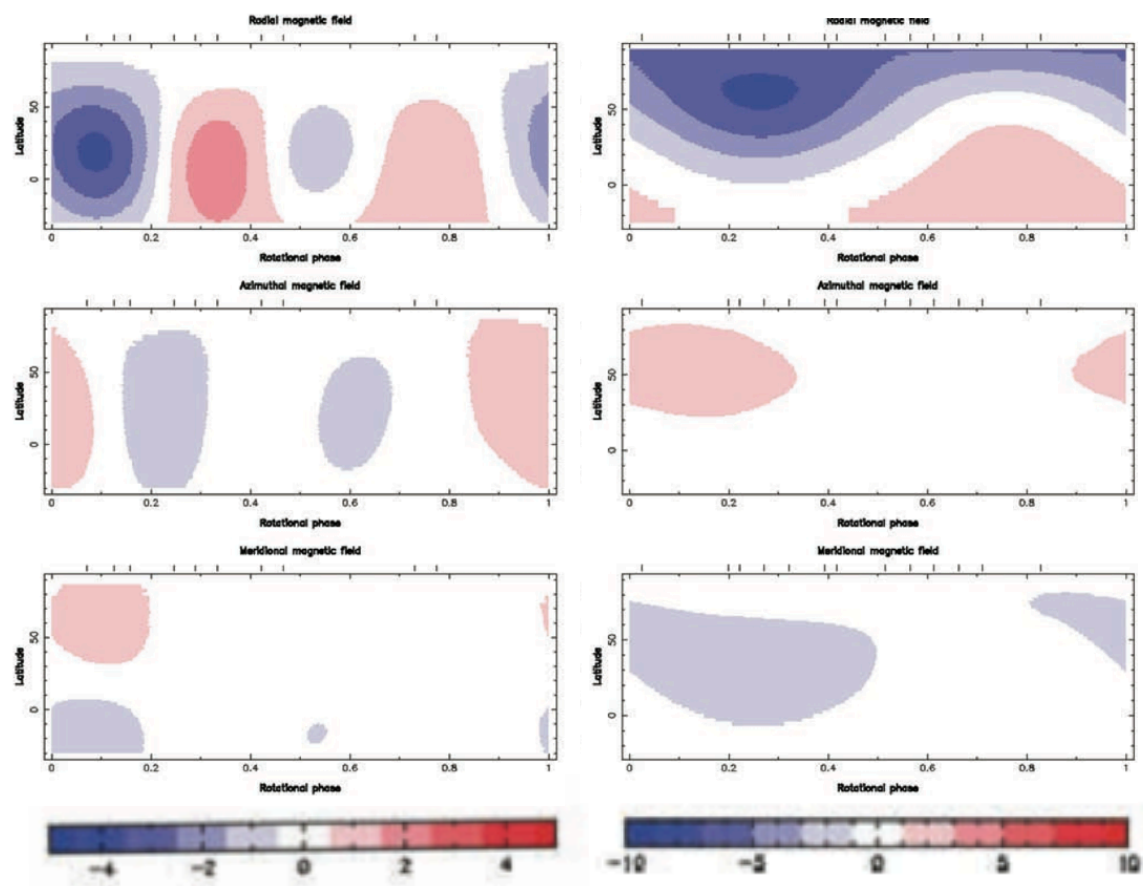 Radial magnetic field
Latitude
50
0
0 0.2 0.4 0.6 0.8 1
Rotational phase
Azimuthal magnetic field
Latitude
50
0
0 0.2 0.4 0.6 0.8 1
Rotational phase
Meridional magnetic field
Latitude
50
0
0 0.2 0.4 0.6 0.8 1
Rotational phase
-4 -2 0 2 4
Radial magnetic field
Latitude
50
0
0 0.2 0.4 0.6 0.8 1
Rotational phase
Azimuthal magnetic field
Latitude
50
0
0 0.2 0.4 0.6 0.8 1
Rotational phase
Meridional magnetic field
Latitude
50
0
0 0.2 0.4 0.6 0.8 1
Rotational phase
-10 -5 0 5 10